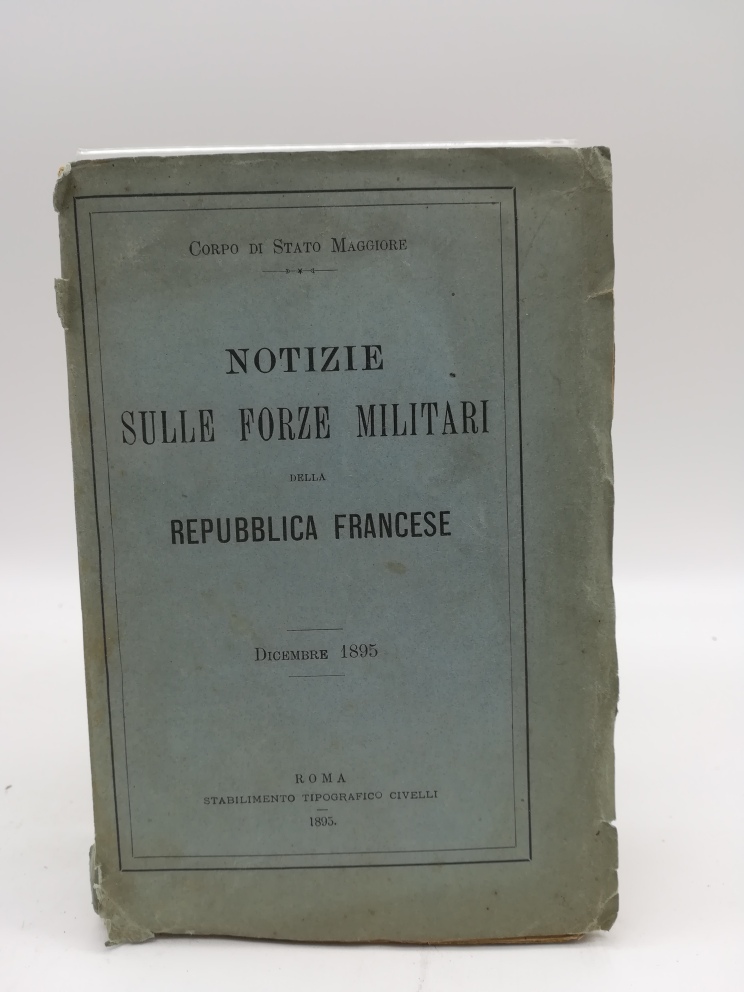 Corpo di Stato Maggiore
NOTIZIE
SULLE FORZE MILITARI
DELLA
REPUBBLICA FRANCESE
Dicembre 1895
ROMA
STABILIMENTO TIPOGRAFICO CIVELLI
1895.